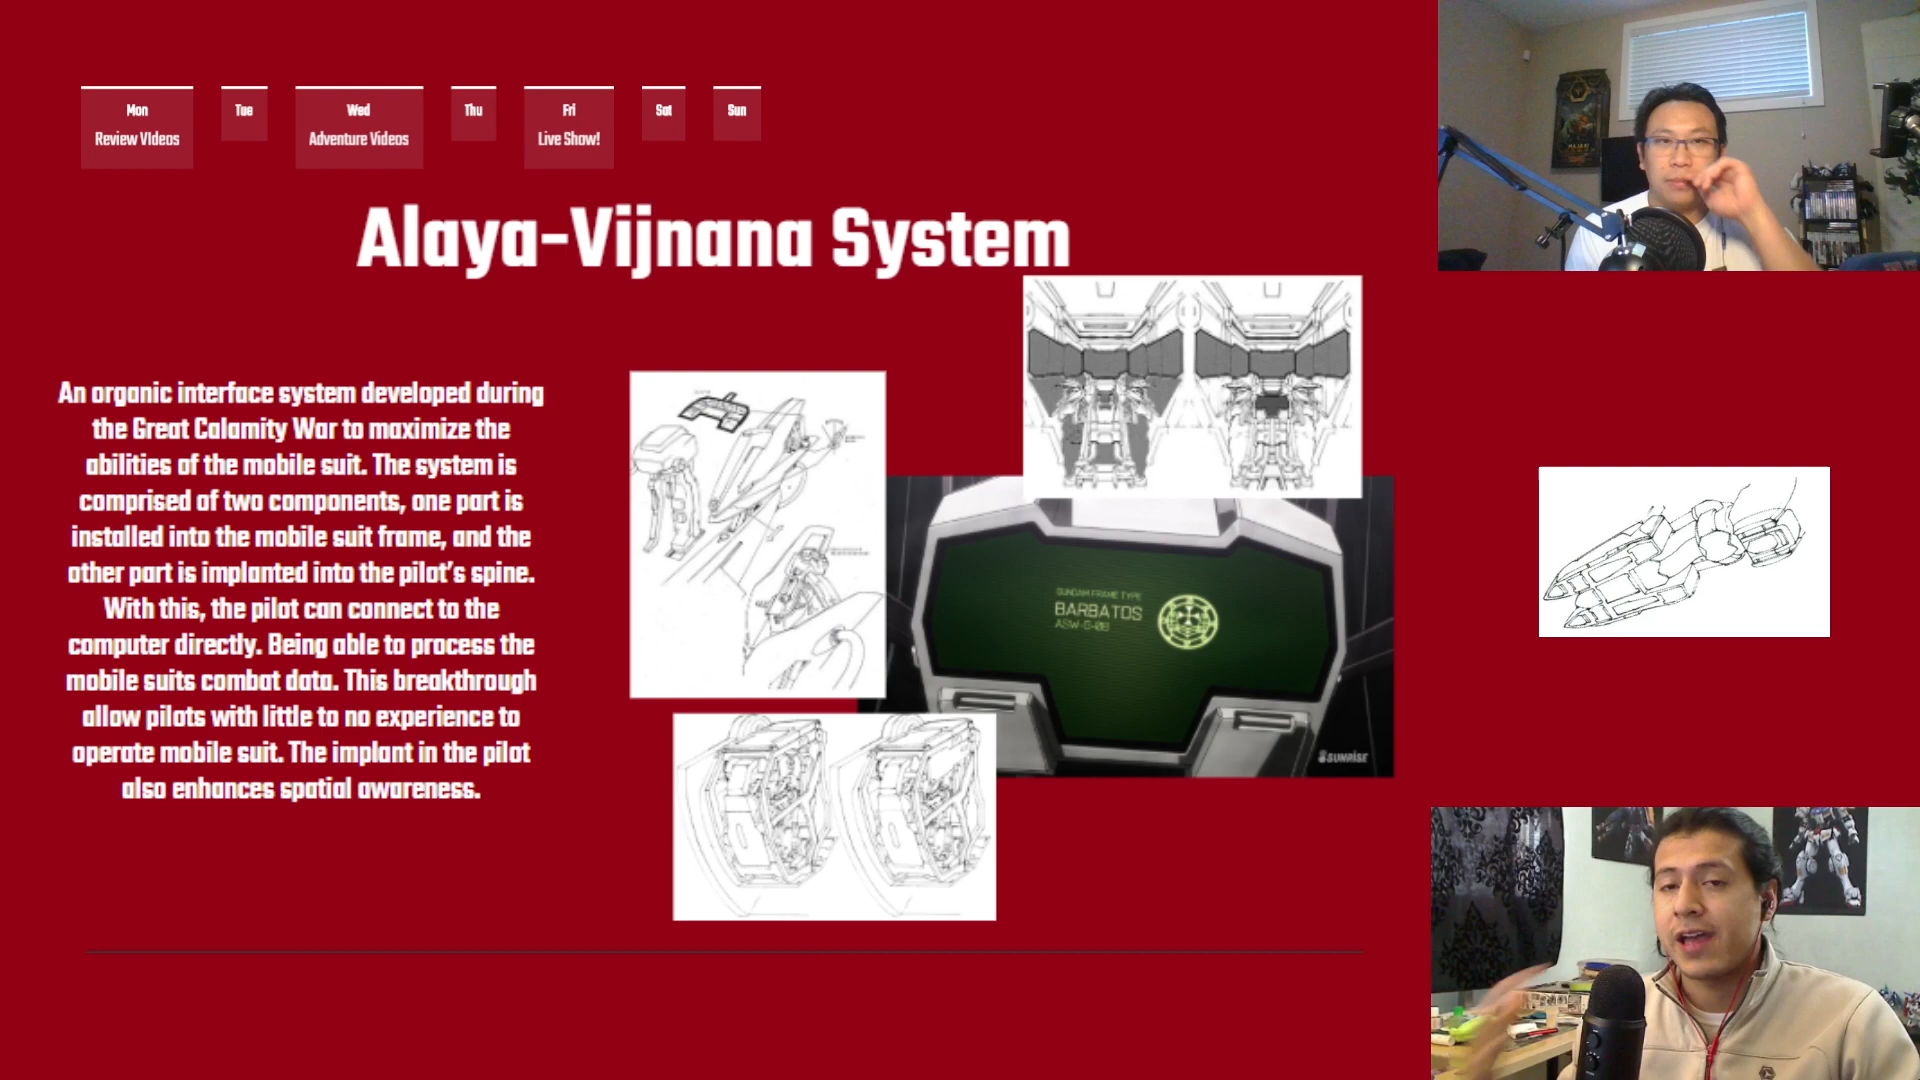 Mon
Review VIdeos
Tue
Wed
Adventure Videos
Thu
Fri
Live Show!
Sat
Sun
Alaya-Vijnana System
An organic interface system developed during
the Great Calamity War to maximize the
abilities of the mobile suit. The system is
comprised of two components, one part is
installed into the mobile suit frame, and the
other part is implanted into the pilot's spine.
With this, the pilot can connect to the
computer directly. Being able to process the
mobile suits combat data. This breakthrough
allow pilots with little to no experience to
operate mobile suit. The implant in the pilot
also enhances spatial awareness.
GUNDAM FRAME TYPE
BARBATOS
ASW-G-08
SUNRISE